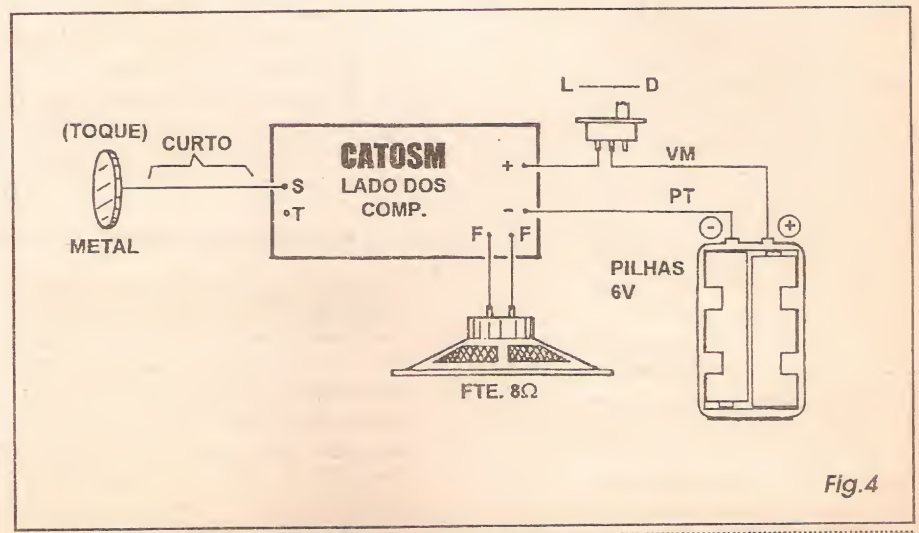 L D
(TOQUE)
CURTO
CATOSM
LADO DOS
COMP.
S
T
+
-
F F
VM
PT
- +
METAL
PILHAS
6V
FTE. 8Ω
Fig.4